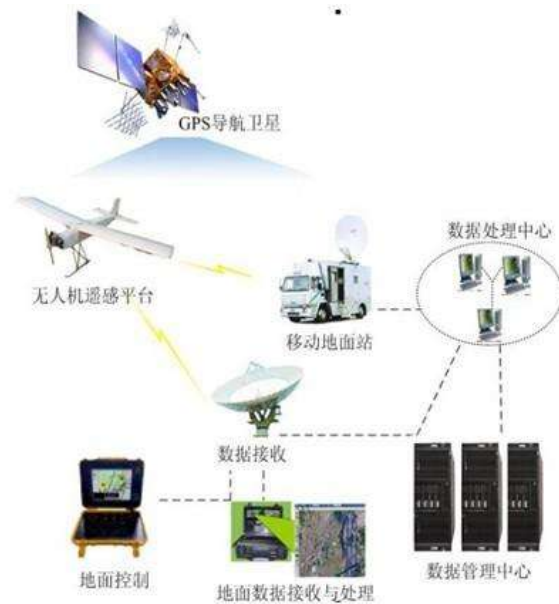 GPS导航卫星
数据处理中心
无人机遥感平台
移动地面站
数据接收
地面控制
地面数据接收与处理
数据管理中心